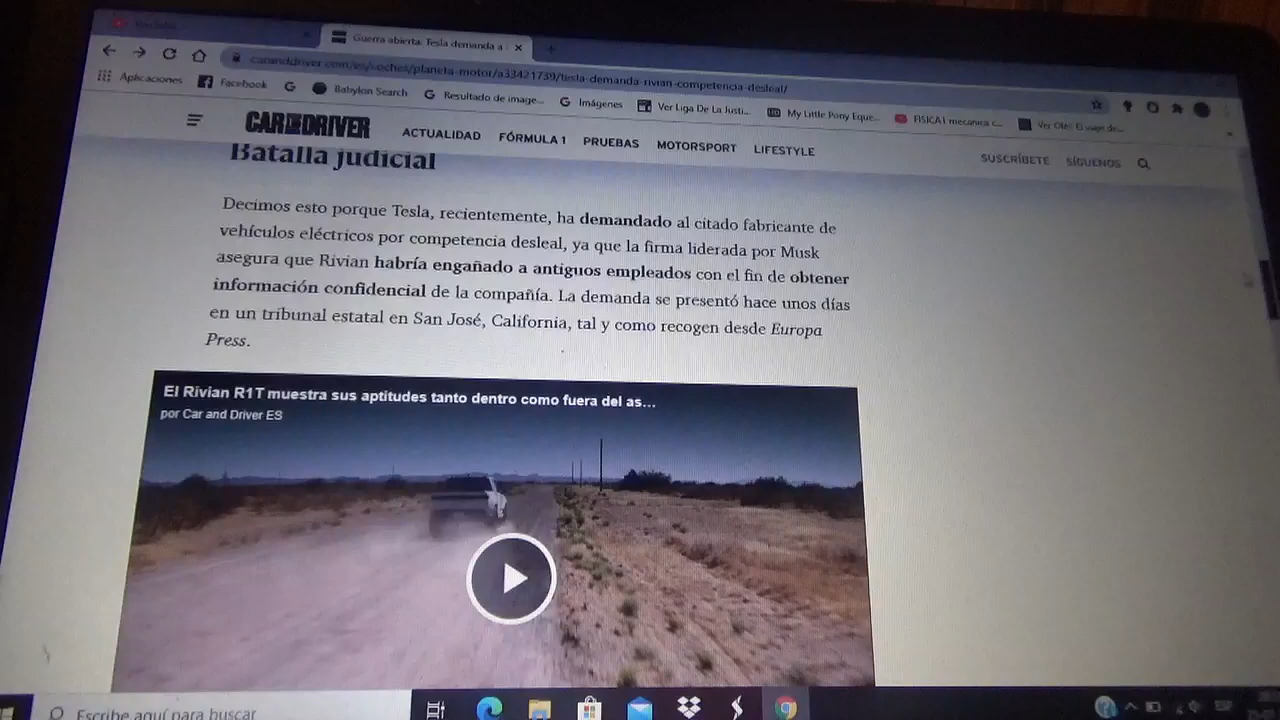 YouTube
Guerra abierta: Tesla demanda a
caranddriver.com/es/coches/planeta-motor/a33421739/tesla-demanda-rivian-competencia-desleal/
Aplicaciones Facebook Babylon Search Resultado de image... Imágenes Ver Liga De La Justi... My Little Pony Eque... FISICA I mecanica c... Ver Olé! El viaje de...
CAR AND DRIVER ACTUALIDAD FÓRMULA 1 PRUEBAS MOTORSPORT LIFESTYLE SUSCRÍBETE SÍGUENOS
Batalla judicial
Decimos esto porque Tesla, recientemente, ha demandado al citado fabricante de
vehículos eléctricos por competencia desleal, ya que la firma liderada por Musk
asegura que Rivian habría engañado a antiguos empleados con el fin de obtener
información confidencial de la compañía. La demanda se presentó hace unos días
en un tribunal estatal en San José, California, tal y como recogen desde Europa
Press.
El Rivian R1T muestra sus aptitudes tanto dentro como fuera del as...
por Car and Driver ES
Escribe aquí para buscar